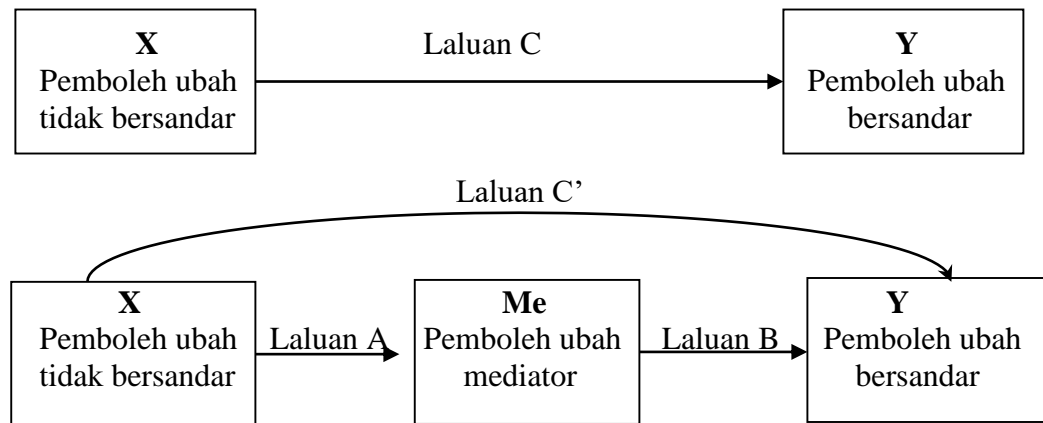 X
Pemboleh ubah
tidak bersandar
Laluan C
Y
Pemboleh ubah
bersandar
Laluan C’
X
Pemboleh ubah
tidak bersandar
Laluan A
Me
Pemboleh ubah
mediator
Laluan B
Y
Pemboleh ubah
bersandar